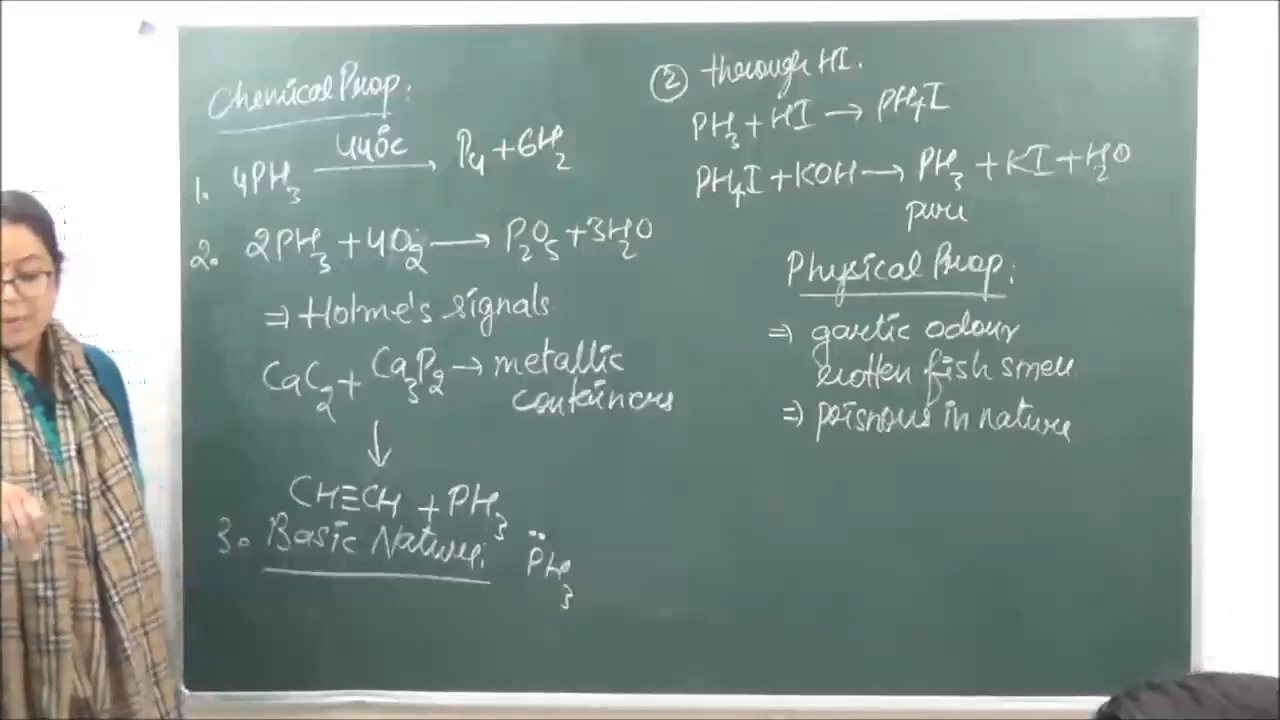 Chemical Prop:
1. 4PH₃ —440°C→ P₄ + 6H₂
2. 2PH₃ + 4O₂ → P₂O₅ + 3H₂O
⇒ Holme's signals
CaC₂ + Ca₃P₂ → metallic
containers
↓
CH≡CH + PH₃
3. Basic Nature: P̈H₃
② through HI.
PH₃ + HI → PH₄I
PH₄I + KOH → PH₃ + KI + H₂O
pure
Physical Prop:
⇒ garlic odour
rotten fish smell
⇒ poisnous in nature